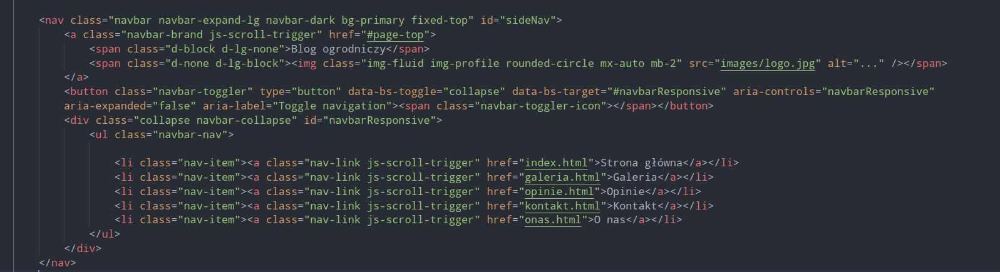 <nav class="navbar navbar-expand-lg navbar-dark bg-primary fixed-top" id="sideNav">
<a class="navbar-brand js-scroll-trigger" href="#page-top">
<span class="d-block d-lg-none">Blog ogrodniczy</span>
<span class="d-none d-lg-block"><img class="img-fluid img-profile rounded-circle mx-auto mb-2" src="images/logo.jpg" alt="..." /></span>
</a>
<button class="navbar-toggler" type="button" data-bs-toggle="collapse" data-bs-target="#navbarResponsive" aria-controls="navbarResponsive"
aria-expanded="false" aria-label="Toggle navigation"><span class="navbar-toggler-icon"></span></button>
<div class="collapse navbar-collapse" id="navbarResponsive">
<ul class="navbar-nav">
<li class="nav-item"><a class="nav-link js-scroll-trigger" href="index.html">Strona główna</a></li>
<li class="nav-item"><a class="nav-link js-scroll-trigger" href="galeria.html">Galeria</a></li>
<li class="nav-item"><a class="nav-link js-scroll-trigger" href="opinie.html">Opinie</a></li>
<li class="nav-item"><a class="nav-link js-scroll-trigger" href="kontakt.html">Kontakt</a></li>
<li class="nav-item"><a class="nav-link js-scroll-trigger" href="onas.html">O nas</a></li>
</ul>
</div>
</nav>